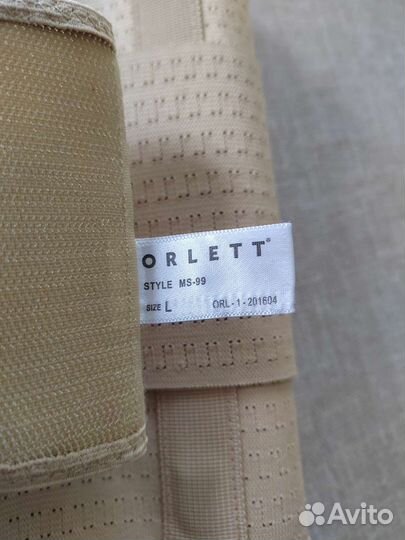 ORLETT®
STYLE MS-99
SIZE L ORL-1-201604
Avito